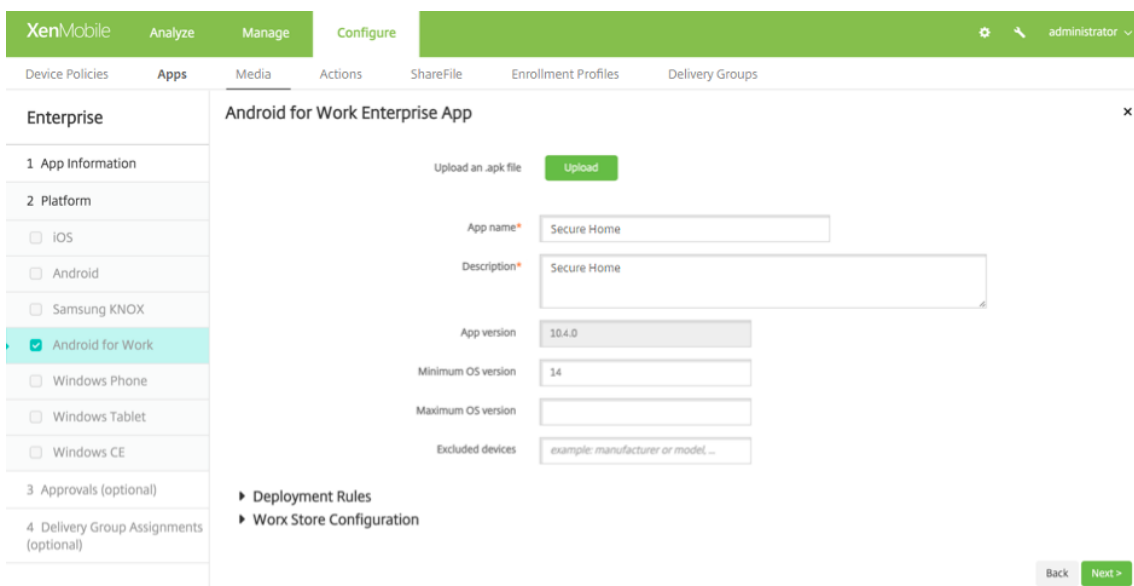 XenMobile Analyze Manage Configure administrator
Device Policies Apps Media Actions ShareFile Enrollment Profiles Delivery Groups
Enterprise
1 App Information
2 Platform
iOS
Android
Samsung KNOX
Android for Work
Windows Phone
Windows Tablet
Windows CE
3 Approvals (optional)
4 Delivery Group Assignments
(optional)
Android for Work Enterprise App
Upload an .apk file Upload
App name* Secure Home
Description* Secure Home
App version 10.4.0
Minimum OS version 14
Maximum OS version
Excluded devices example: manufacturer or model, ...
Deployment Rules
Worx Store Configuration
Back Next >